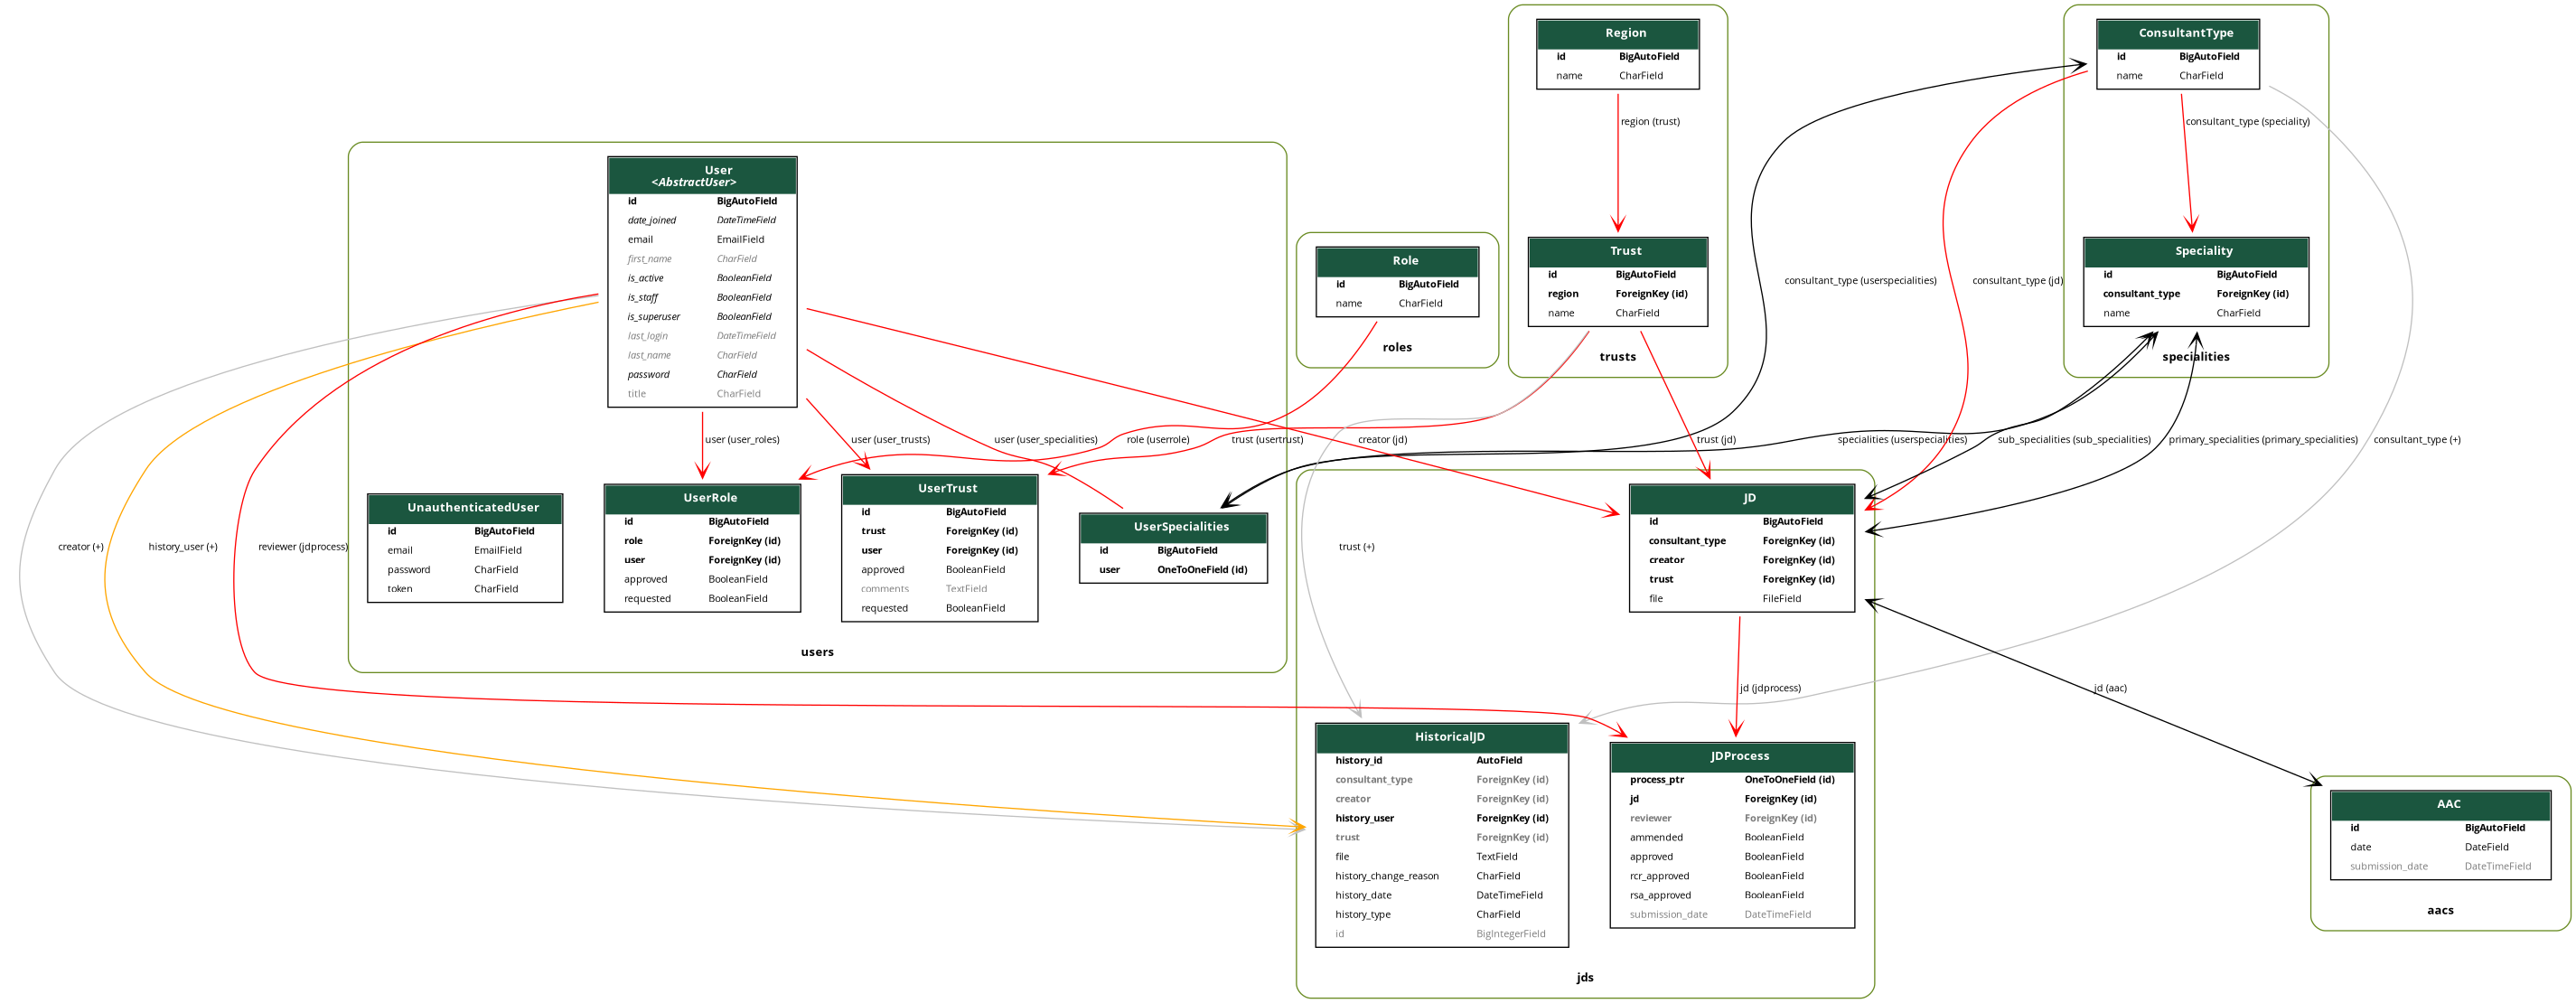 Region
id BigAutoField
name CharField
ConsultantType
id BigAutoField
name CharField
region (trust)
consultant_type (speciality)
User
<AbstractUser>
id BigAutoField
date_joined DateTimeField
email EmailField
first_name CharField
is_active BooleanField
is_staff BooleanField
is_superuser BooleanField
last_login DateTimeField
last_name CharField
password CharField
title CharField
Role
id BigAutoField
name CharField
roles
Trust
id BigAutoField
region ForeignKey (id)
name CharField
trusts
consultant_type (userspecialities)
consultant_type (jd)
Speciality
id BigAutoField
consultant_type ForeignKey (id)
name CharField
specialities
user (user_roles)
user (user_trusts)
user (user_specialities)
role (userrole)
trust (usertrust)
creator (jd)
trust (jd)
specialities (userspecialities)
sub_specialities (sub_specialities)
primary_specialities (primary_specialities)
consultant_type (+)
creator (+)
history_user (+)
reviewer (jdprocess)
UnauthenticatedUser
id BigAutoField
email EmailField
password CharField
token CharField
UserRole
id BigAutoField
role ForeignKey (id)
user ForeignKey (id)
approved BooleanField
requested BooleanField
UserTrust
id BigAutoField
trust ForeignKey (id)
user ForeignKey (id)
approved BooleanField
comments TextField
requested BooleanField
UserSpecialities
id BigAutoField
user OneToOneField (id)
users
trust (+)
JD
id BigAutoField
consultant_type ForeignKey (id)
creator ForeignKey (id)
trust ForeignKey (id)
file FileField
jd (jdprocess)
jd (aac)
HistoricalJD
history_id AutoField
consultant_type ForeignKey (id)
creator ForeignKey (id)
history_user ForeignKey (id)
trust ForeignKey (id)
file TextField
history_change_reason CharField
history_date DateTimeField
history_type CharField
id BigIntegerField
JDProcess
process_ptr OneToOneField (id)
jd ForeignKey (id)
reviewer ForeignKey (id)
ammended BooleanField
approved BooleanField
rcr_approved BooleanField
rsa_approved BooleanField
submission_date DateTimeField
jds
AAC
id BigAutoField
date DateField
submission_date DateTimeField
aacs